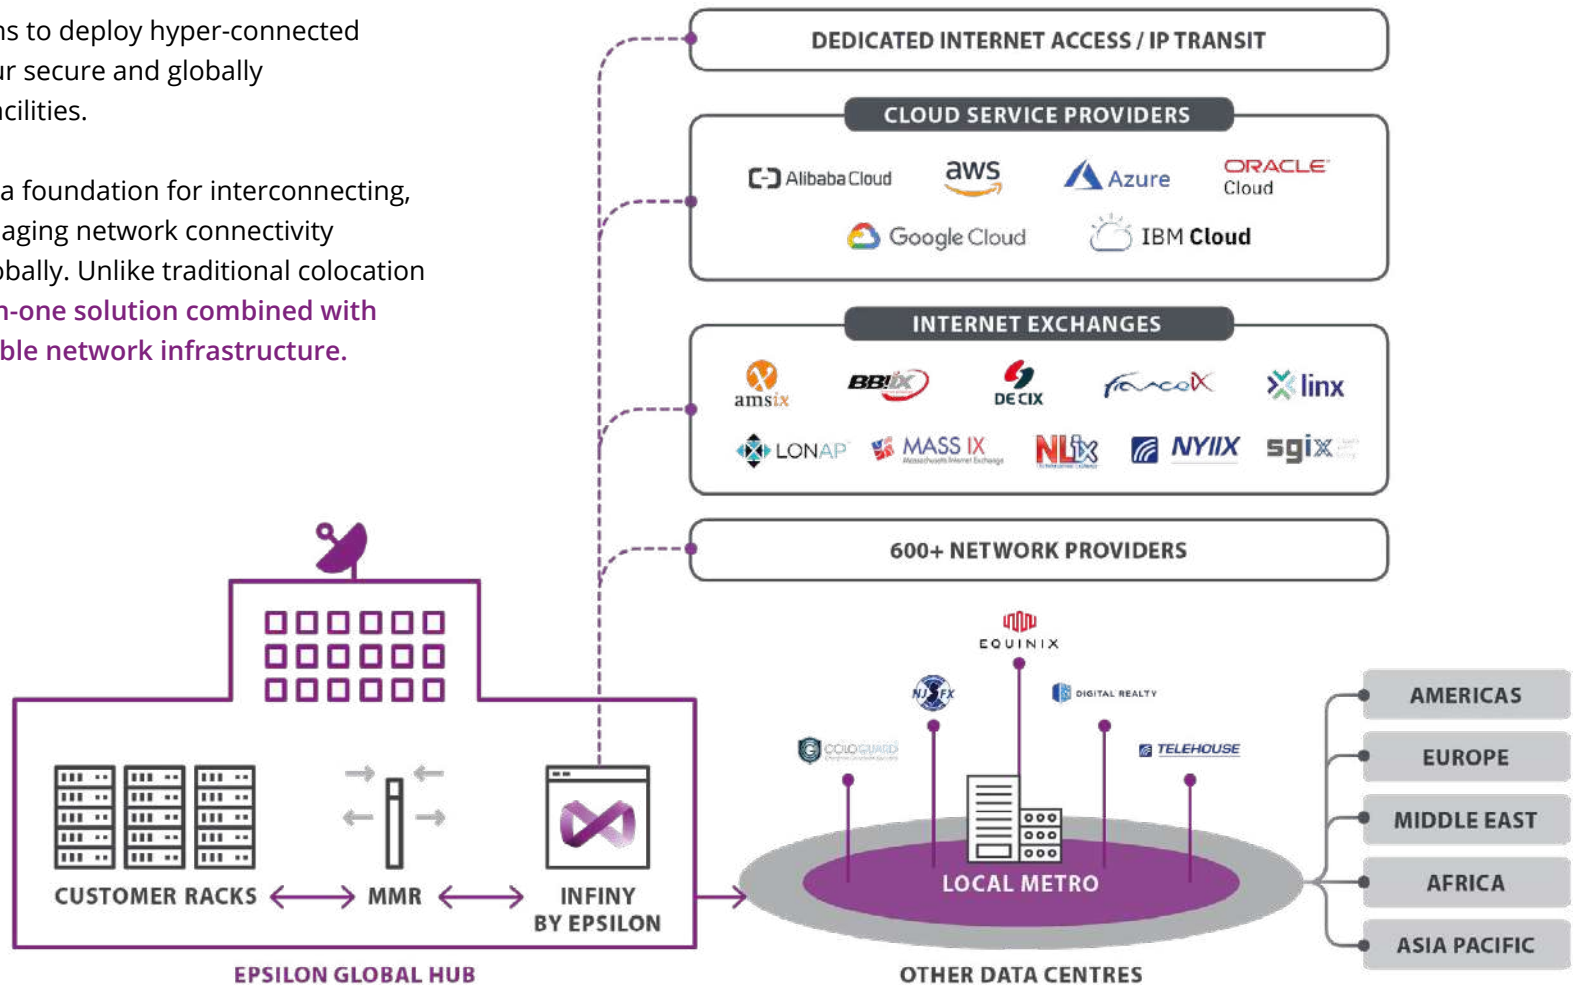 ns to deploy hyper-connected
ur secure and globally
acilities.
a foundation for interconnecting,
aging network connectivity
obally. Unlike traditional colocation
n-one solution combined with
ble network infrastructure.
DEDICATED INTERNET ACCESS / IP TRANSIT
CLOUD SERVICE PROVIDERS
Alibaba Cloud
aws
Azure
ORACLE
Cloud
Google Cloud
IBM Cloud
INTERNET EXCHANGES
amsix
BBIX
DE CIX
franceIX
linx
LONAP
MASS IX
Massachusetts Internet Exchange
NLix
NYIIX
sgix
600+ NETWORK PROVIDERS
EQUINIX
NJFX
DIGITAL REALTY
COLOGUARD
TELEHOUSE
CUSTOMER RACKS
MMR
INFINY
BY EPSILON
LOCAL METRO
AMERICAS
EUROPE
MIDDLE EAST
AFRICA
ASIA PACIFIC
EPSILON GLOBAL HUB
OTHER DATA CENTRES